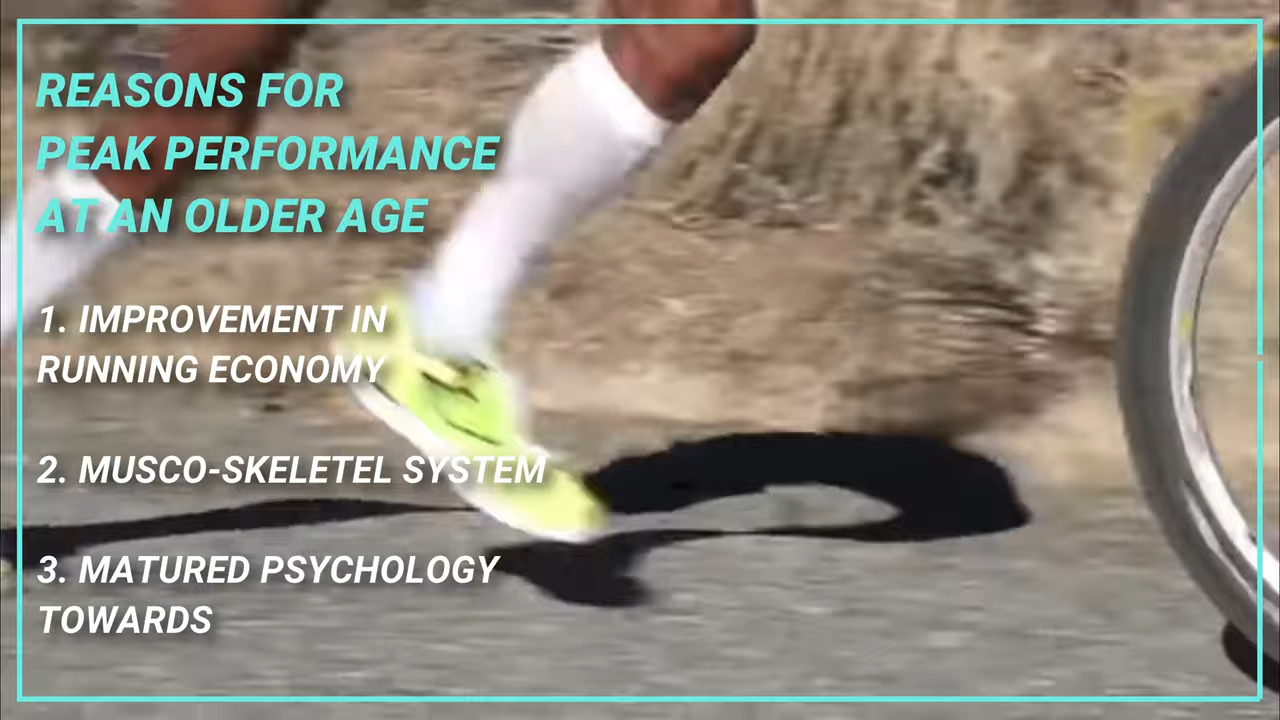 REASONS FOR
PEAK PERFORMANCE
AT AN OLDER AGE
1. IMPROVEMENT IN
RUNNING ECONOMY
2. MUSCO-SKELETEL SYSTEM
3. MATURED PSYCHOLOGY
TOWARDS